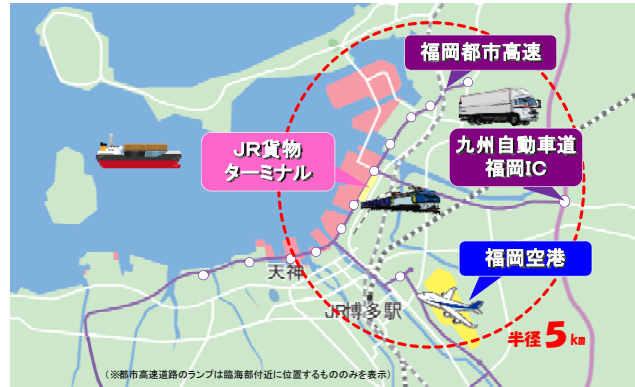 福岡都市高速
JR貨物
ターミナル
九州自動車道
福岡IC
福岡空港
天神
JR博多駅
半径5km
(※都市高速道路のランプは臨海部付近に位置するもののみを表示)